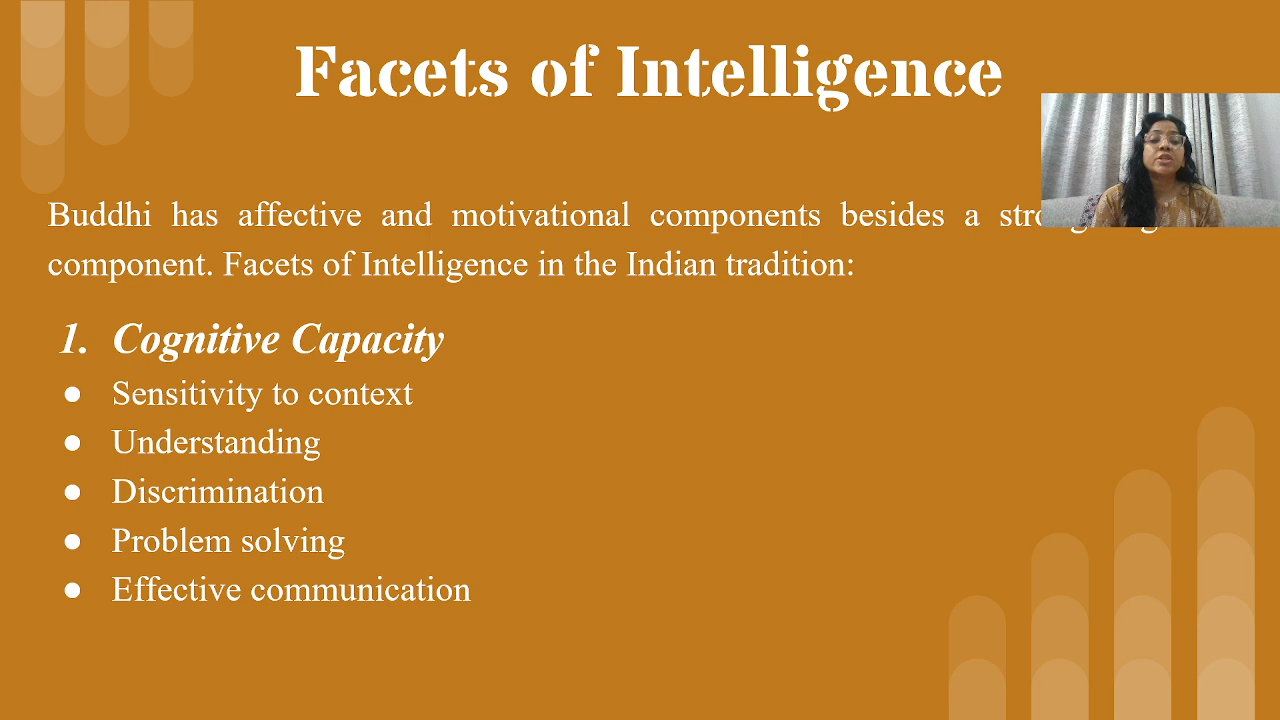 Facets of Intelligence
Buddhi has affective and motivational components besides a
component. Facets of Intelligence in the Indian tradition:
1. Cognitive Capacity
● Sensitivity to context
● Understanding
● Discrimination
● Problem solving
● Effective communication